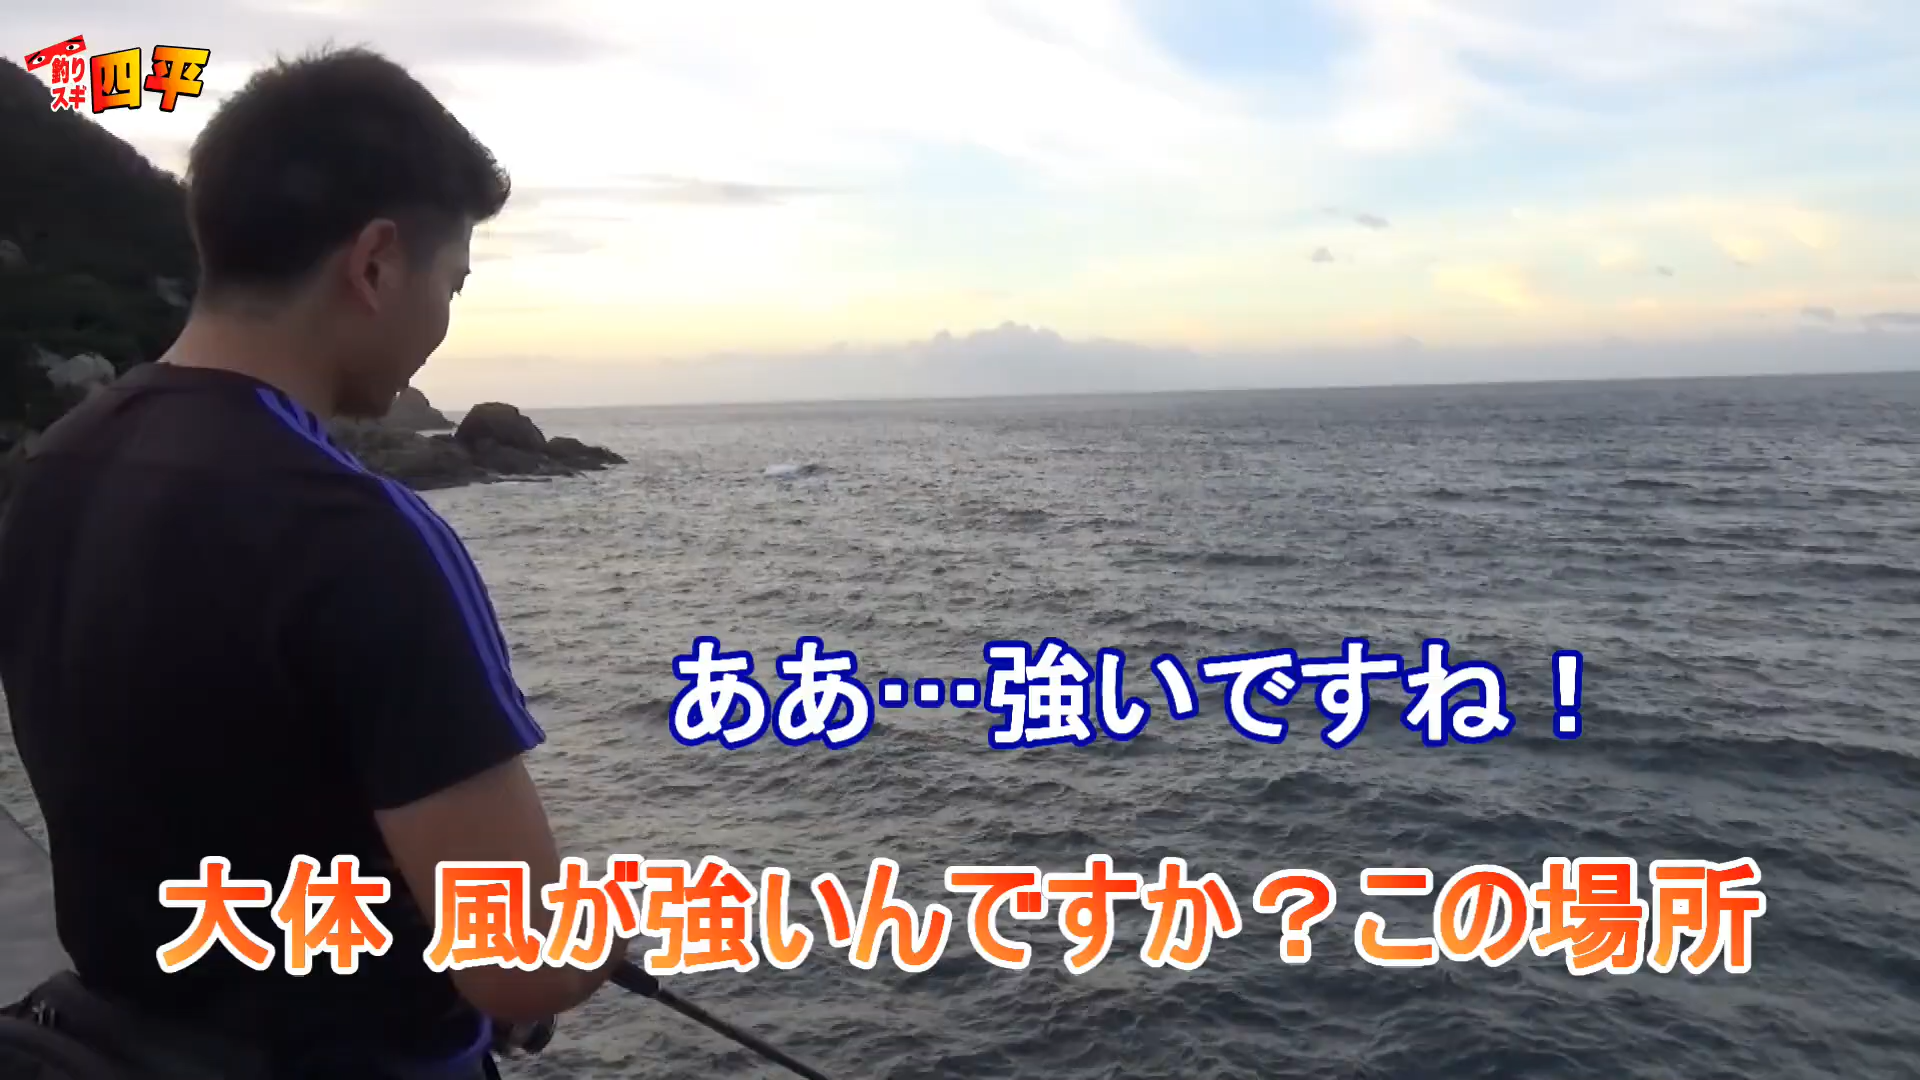 釣り
スギ
四平
ああ…強いですね！
大体 風が強いんですか？この場所